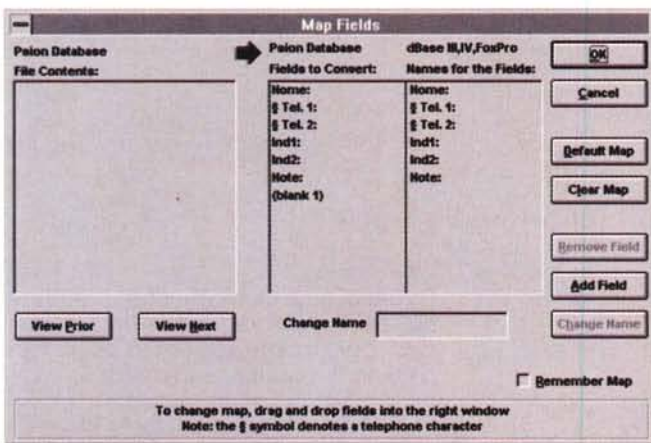 Map Fields
Psion Database
File Contents:
Psion Database dBase III,IV,FoxPro
Fields to Convert: Names for the Fields:
Nome: Nome:
§ Tel. 1: § Tel. 1:
§ Tel. 2: § Tel. 2:
Ind1: Ind1:
Ind2: Ind2:
Note: Note:
(blank 1)
OK
Cancel
Default Map
Clear Map
Remove Field
Add Field
Change Name
View Prior View Next Change Name
Remember Map
To change map, drag and drop fields into the right window
Note: the § symbol denotes a telephone character